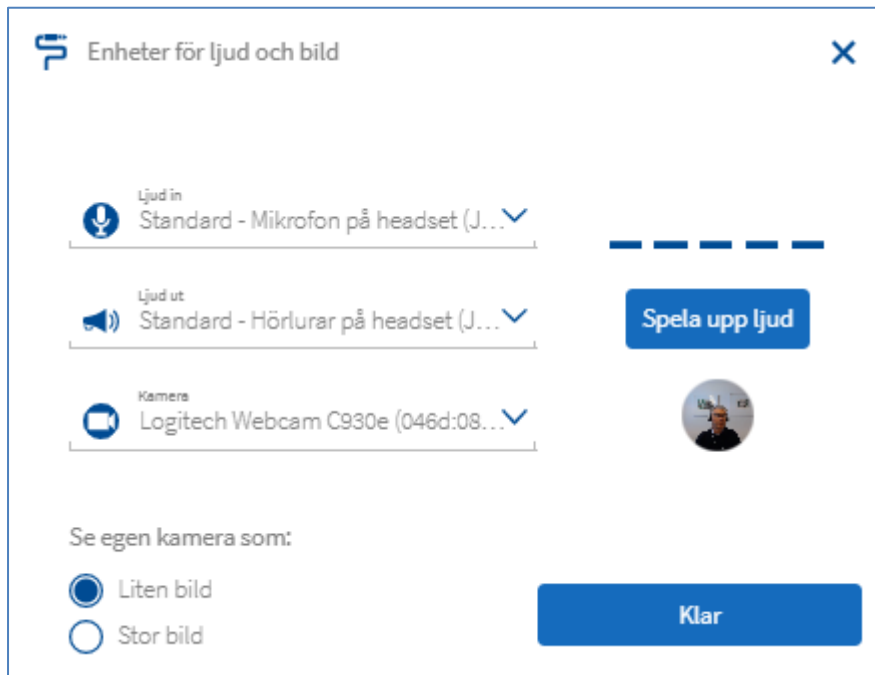 Enheter för ljud och bild
Ljud in
Standard - Mikrofon på headset (J...
Ljud ut
Standard - Hörlurar på headset (J...
Spela upp ljud
Kamera
Logitech Webcam C930e (046d:08...
Se egen kamera som:
Liten bild
Stor bild
Klar